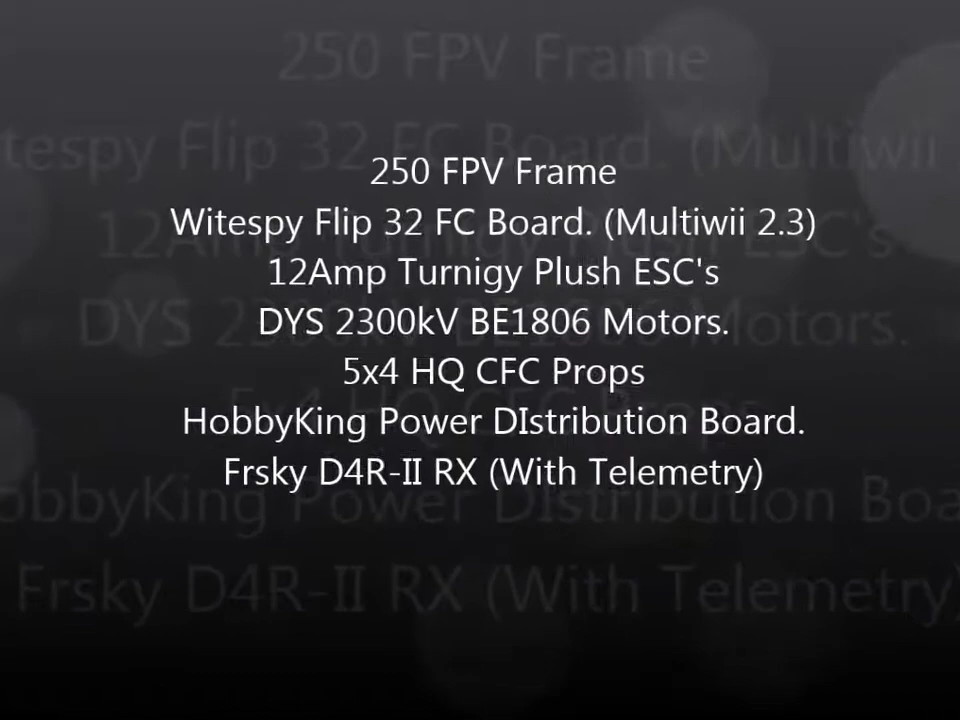 250 FPV Frame
Witespy Flip 32 FC Board. (Multiwii 2.3)
12Amp Turnigy Plush ESC's
DYS 2300kV BE1806 Motors.
5x4 HQ CFC Props
HobbyKing Power DIstribution Board.
Frsky D4R-II RX (With Telemetry)